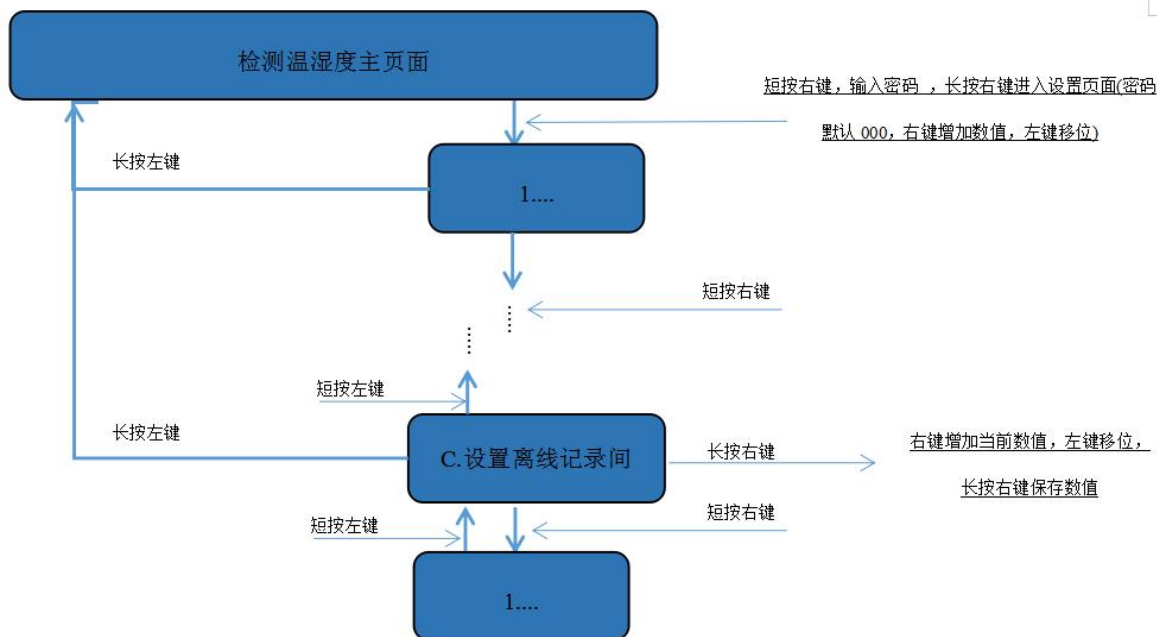 检测温湿度主页面
短按右键，输入密码 ，长按右键进入设置页面(密码
默认 000，右键增加数值，左键移位)
长按左键
1....
短按右键
......
......
短按左键
长按左键
C.设置离线记录间
长按右键
右键增加当前数值，左键移位，
长按右键保存数值
短按左键
短按右键
1....